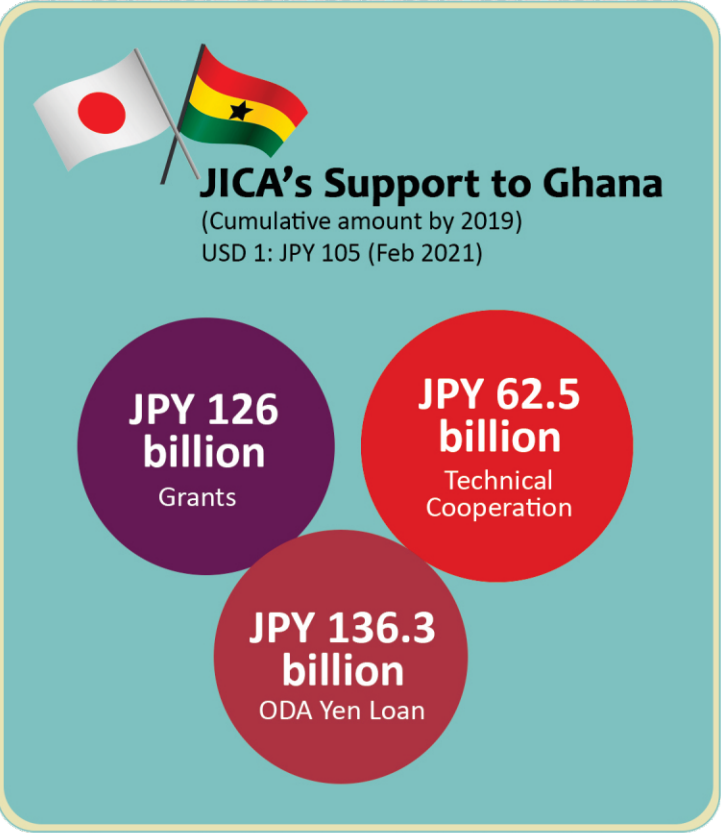 JICA's Support to Ghana
(Cumulative amount by 2019)
USD 1: JPY 105 (Feb 2021)
JPY 126
billion
Grants
JPY 62.5
billion
Technical
Cooperation
JPY 136.3
billion
ODA Yen Loan